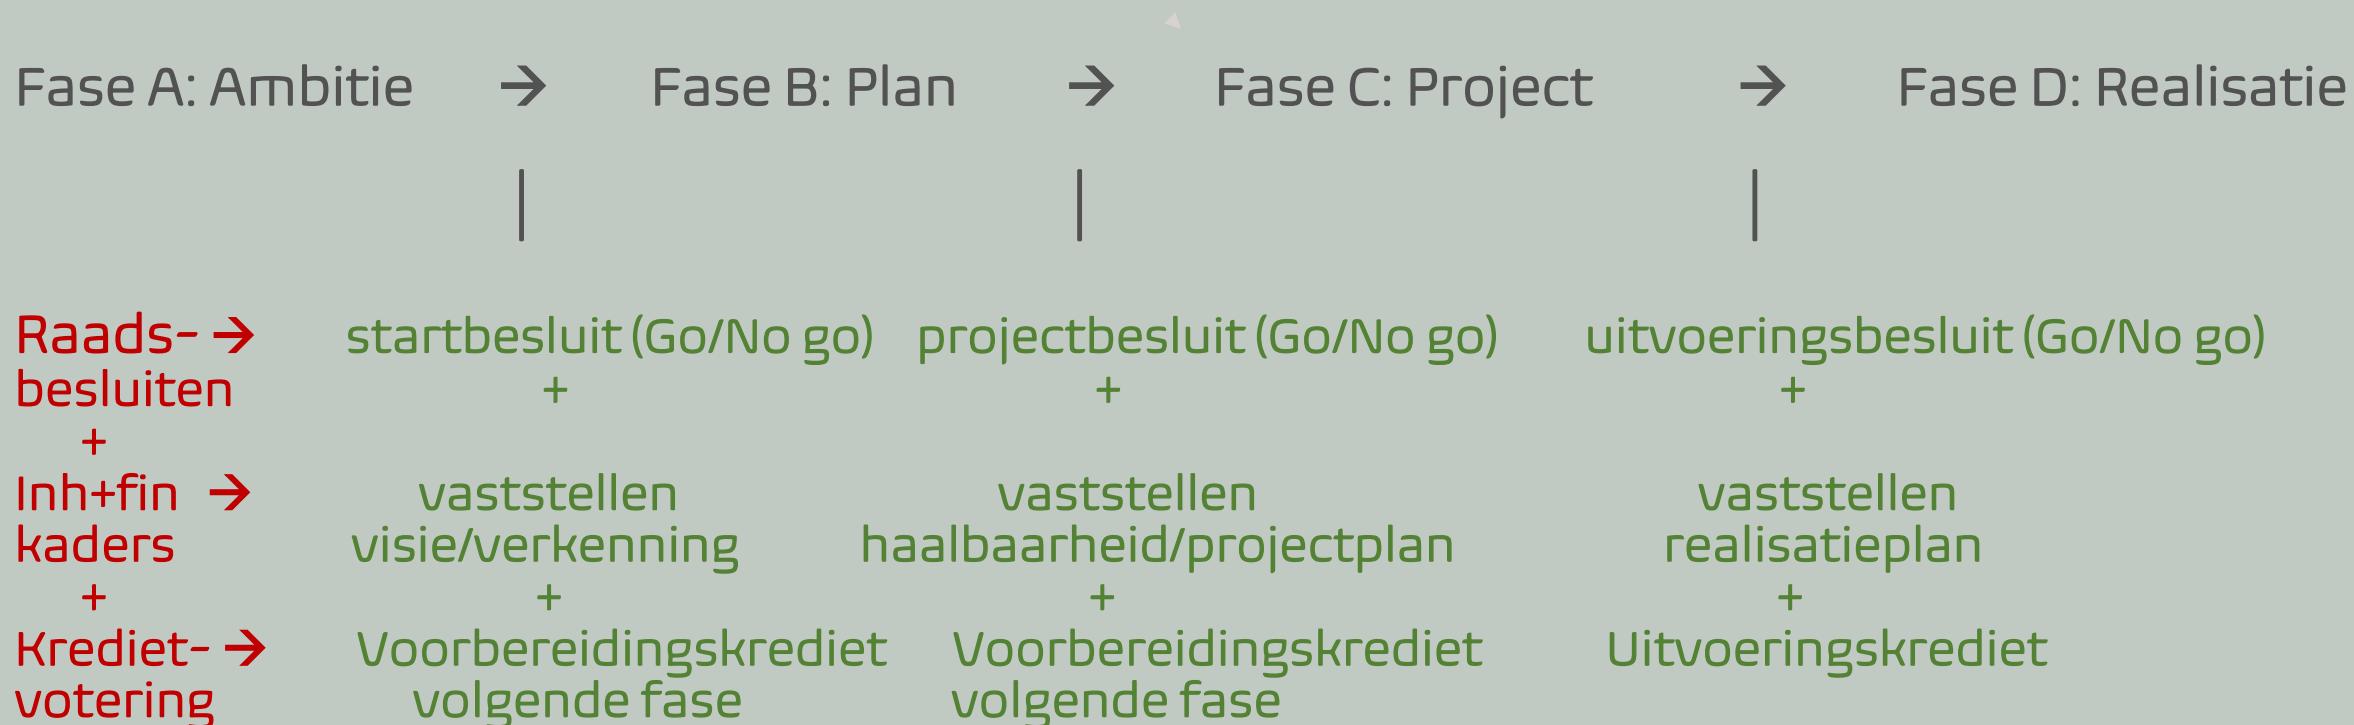 Fase A: Ambitie → Fase B: Plan → Fase C: Project → Fase D: Realisatie
| | |
Raads- → startbesluit (Go/No go) projectbesluit (Go/No go) uitvoeringsbesluit (Go/No go)
besluiten + + +
+
Inh+fin → vaststellen vaststellen vaststellen
kaders visie/verkenning haalbaarheid/projectplan realisatieplan
+ + + +
Krediet- → Voorbereidingskrediet Voorbereidingskrediet Uitvoeringskrediet
votering volgende fase volgende fase